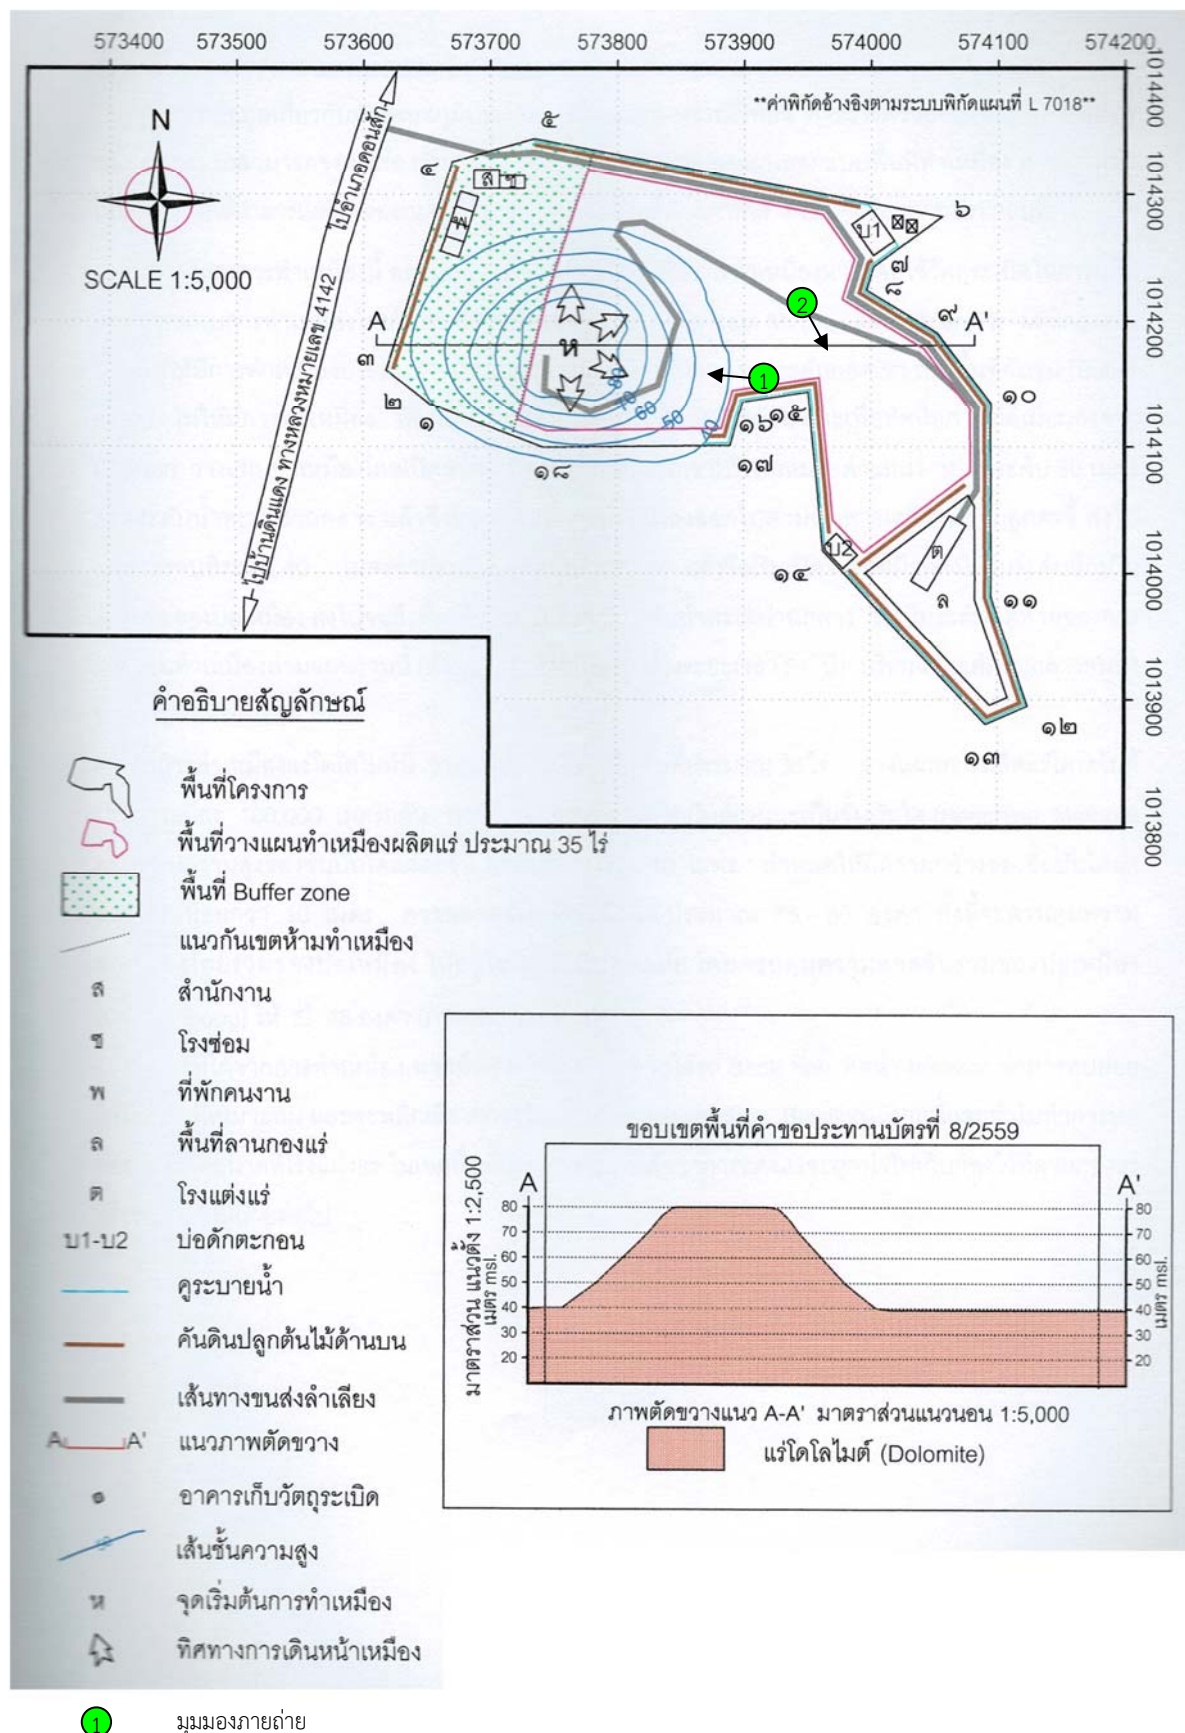 573400 573500 573600 573700 573800 573900 574000 574100 574200
1014400
1014300
1014200
1014100
1014000
1013900
1013800
**ค่าพิกัดอ้างอิงตามระบบพิกัดแผนที่ L 7018**
N
SCALE 1:5,000
ไปอำเภอดอนสัก
ทางหลวงหมายเลข 4142
ไปบ้านดินแดง
๕
๔
ส ช
พ
๖
บ1
๗
๘
๙
2
A
A'
๓
ห
1
๒
๑
80
70
60
50
40
๑๐
๑๖ ๑๕
๑๘
๑๗
บ2
ต
๑๔
ล
๑๑
๑๒
๑๓
คำอธิบายสัญลักษณ์
พื้นที่โครงการ
พื้นที่วางแผนทำเหมืองผลิตแร่ ประมาณ 35 ไร่
พื้นที่ Buffer zone
แนวกันเขตห้ามทำเหมือง
ส สำนักงาน
ช โรงซ่อม
พ ที่พักคนงาน
ล พื้นที่ลานกองแร่
ต โรงแต่งแร่
บ1-บ2 บ่อดักตะกอน
คูระบายน้ำ
คันดินปลูกต้นไม้ด้านบน
เส้นทางขนส่งลำเลียง
A A' แนวภาพตัดขวาง
อาคารเก็บวัตถุระเบิด
เส้นชั้นความสูง
ห จุดเริ่มต้นการทำเหมือง
ทิศทางการเดินหน้าเหมือง
1 มุมมองภายถ่าย
ขอบเขตพื้นที่คำขอประทานบัตรที่ 8/2559
มาตราส่วน แนวตั้ง 1:2,500
เมตร msl.
A
A'
80
70
60
50
40
30
20
80
70
60
50
40
30
20
เมตร msl.
ภาพตัดขวางแนว A-A' มาตราส่วนแนวนอน 1:5,000
แร่โดโลไมต์ (Dolomite)